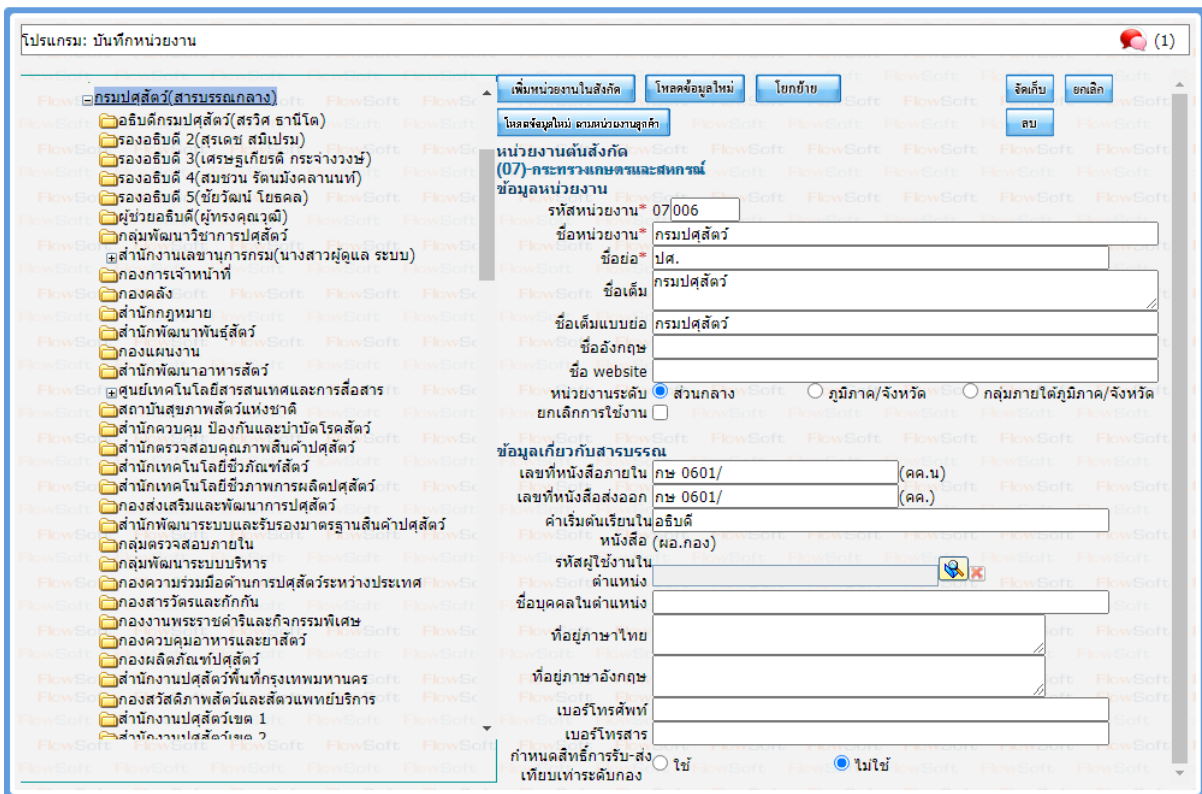 โปรแกรม: บันทึกหน่วยงาน
(1)
กรมปศุสัตว์(สารบรรณกลาง)
อธิบดีกรมปศุสัตว์(สรวิศ ธานีโต)
รองอธิบดี 2(สุรเดช สมิเปรม)
รองอธิบดี 3(เศรษฐเกียรติ กระจ่างวงษ์)
รองอธิบดี 4(สมชวน รัตนมังคลานนท์)
รองอธิบดี 5(ชัยวัฒน์ โยธคล)
ผู้ช่วยอธิบดี(ผู้ทรงคุณวุฒิ)
กลุ่มพัฒนาวิชาการปศุสัตว์
สำนักงานเลขานุการกรม(นางสาวผู้ดูแล ระบบ)
กองการเจ้าหน้าที่
กองคลัง
สำนักกฎหมาย
สำนักพัฒนาพันธุ์สัตว์
กองแผนงาน
สำนักพัฒนาอาหารสัตว์
ศูนย์เทคโนโลยีสารสนเทศและการสื่อสาร
สถาบันสุขภาพสัตว์แห่งชาติ
สำนักควบคุม ป้องกันและบำบัดโรคสัตว์
สำนักตรวจสอบคุณภาพสินค้าปศุสัตว์
สำนักเทคโนโลยีชีวภัณฑ์สัตว์
สำนักเทคโนโลยีชีวภาพการผลิตปศุสัตว์
กองส่งเสริมและพัฒนาการปศุสัตว์
สำนักพัฒนาระบบและรับรองมาตรฐานสินค้าปศุสัตว์
กลุ่มตรวจสอบภายใน
กลุ่มพัฒนาระบบบริหาร
กองความร่วมมือด้านการปศุสัตว์ระหว่างประเทศ
กองสารวัตรและกักกัน
กองงานพระราชดำริและกิจกรรมพิเศษ
กองควบคุมอาหารและยาสัตว์
กองผลิตภัณฑ์ปศุสัตว์
สำนักงานปศุสัตว์พื้นที่กรุงเทพมหานคร
กองสวัสดิภาพสัตว์และสัตวแพทย์บริการ
สำนักงานปศุสัตว์เขต 1
สำนักงานปศุสัตว์เขต 2
เพิ่มหน่วยงานในสังกัด โหลดข้อมูลใหม่ โยกย้าย จัดเก็บ ยกเลิก
โหลดข้อมูลใหม่ ตามหน่วยงานลูกค้า ลบ
หน่วยงานต้นสังกัด
(07)-กระทรวงเกษตรและสหกรณ์
ข้อมูลหน่วยงาน
รหัสหน่วยงาน* 07 006
ชื่อหน่วยงาน* กรมปศุสัตว์
ชื่อย่อ* ปศ.
ชื่อเต็ม กรมปศุสัตว์
ชื่อเต็มแบบย่อ กรมปศุสัตว์
ชื่ออังกฤษ
ชื่อ website
หน่วยงานระดับ ส่วนกลาง ภูมิภาค/จังหวัด กลุ่มภายใต้ภูมิภาค/จังหวัด
ยกเลิกการใช้งาน
ข้อมูลเกี่ยวกับสารบรรณ
เลขที่หนังสือภายใน กษ 0601/ (คค.น)
เลขที่หนังสือส่งออก กษ 0601/ (คค.)
ค่าเริ่มต้นเรียนใน อธิบดี
หนังสือ (ผอ.กอง)
รหัสผู้ใช้งานใน
ตำแหน่ง
ชื่อบุคคลในตำแหน่ง
ที่อยู่ภาษาไทย
ที่อยู่ภาษาอังกฤษ
เบอร์โทรศัพท์
เบอร์โทรสาร
กำหนดสิทธิ์การรับ-ส่ง
เทียบเท่าระดับกอง ใช้ ไม่ใช้